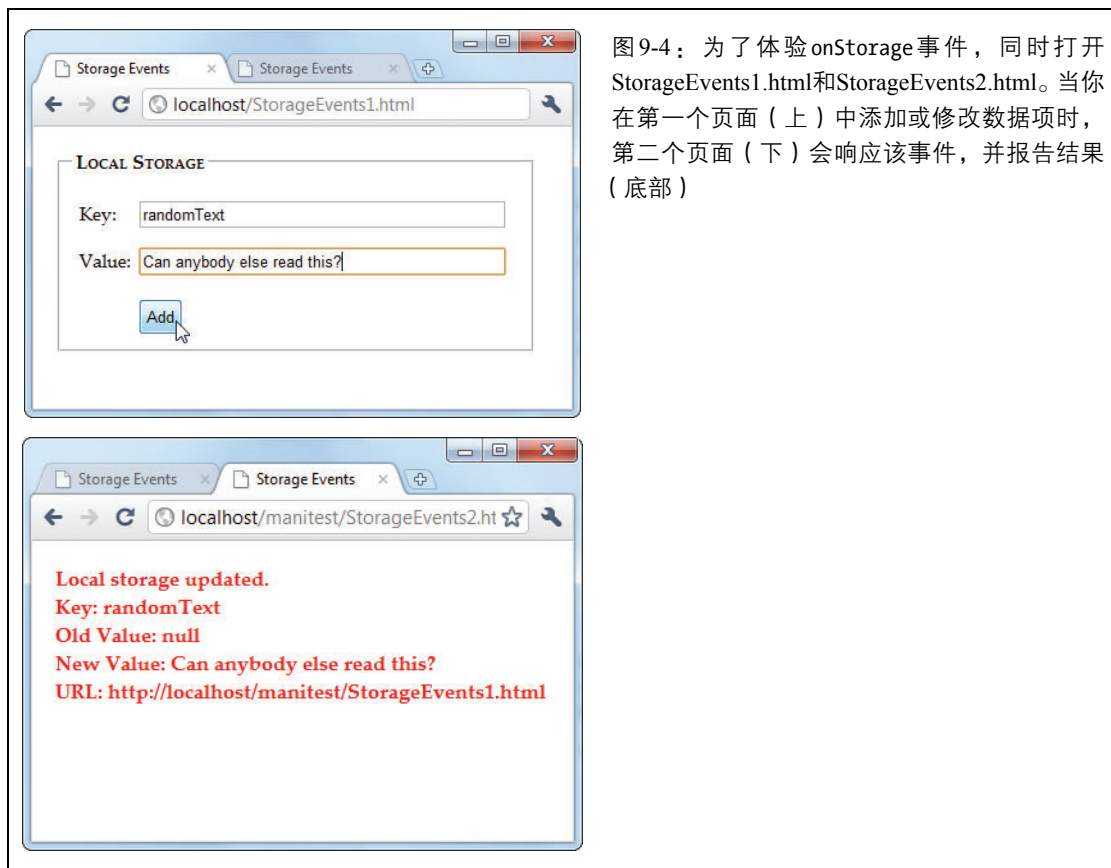 Storage Events
Storage Events
localhost/StorageEvents1.html
LOCAL STORAGE
Key:
randomText
Value:
Can anybody else read this?
Add
Storage Events
Storage Events
localhost/manitest/StorageEvents2.ht
Local storage updated.
Key: randomText
Old Value: null
New Value: Can anybody else read this?
URL: http://localhost/manitest/StorageEvents1.html
图9-4：为了体验onStorage事件，同时打开
StorageEvents1.html和StorageEvents2.html。当你
在第一个页面（上）中添加或修改数据项时，
第二个页面（下）会响应该事件，并报告结果
（底部）